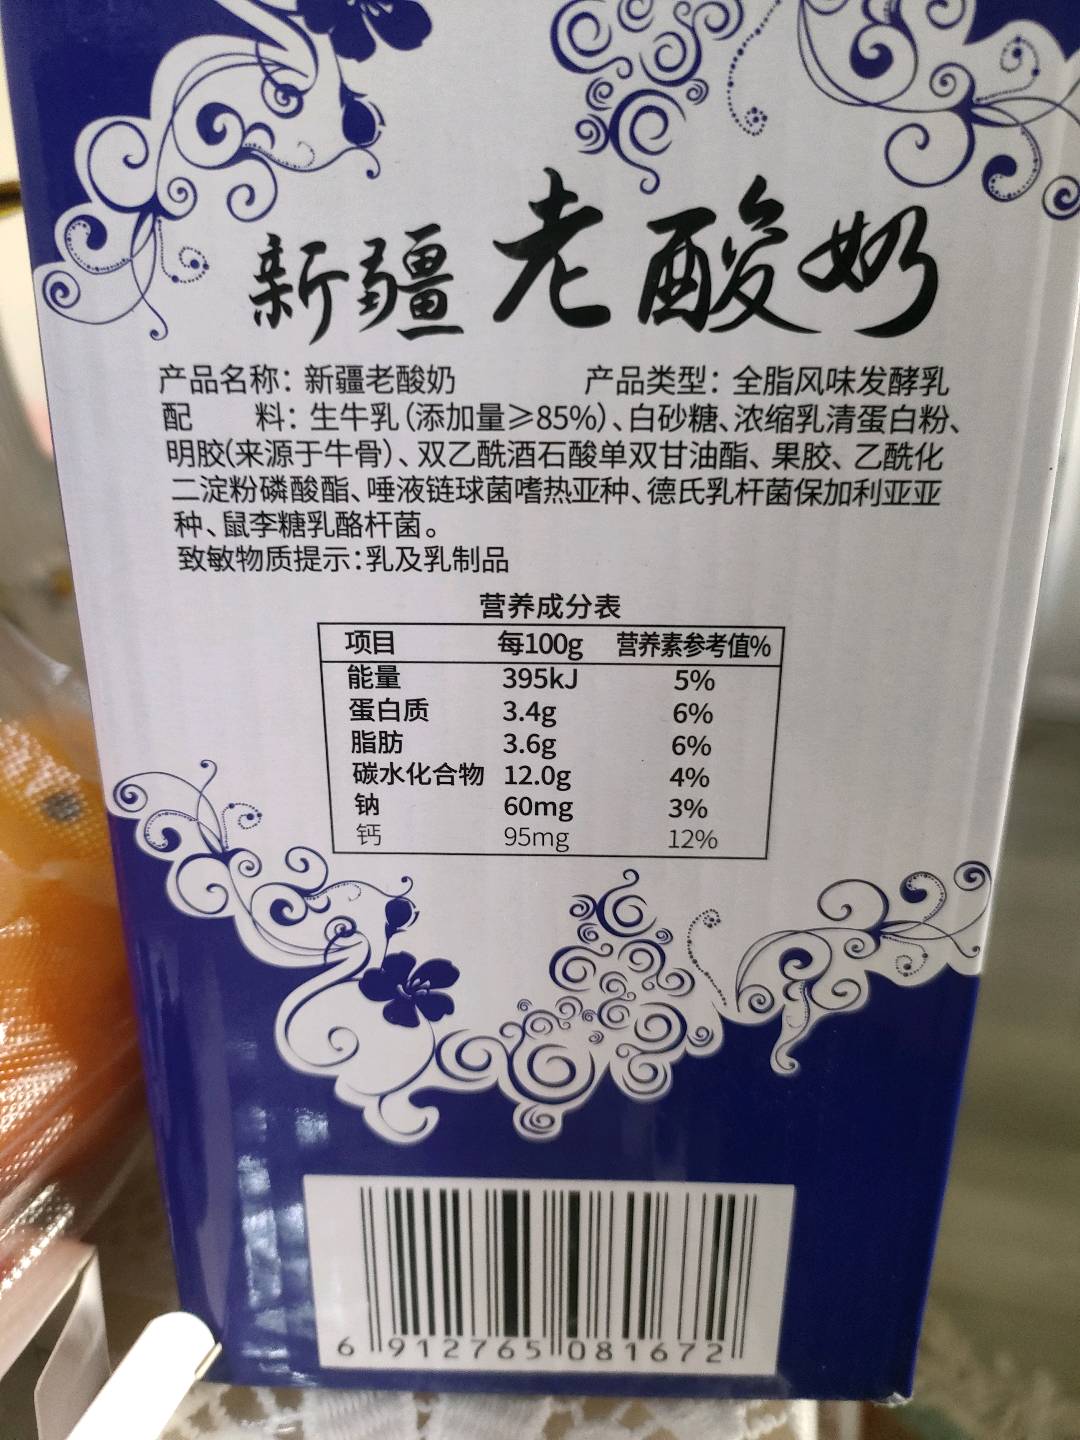 新疆老酸奶
产品名称：新疆老酸奶 产品类型：全脂风味发酵乳
配 料：生牛乳（添加量≥85%）、白砂糖、浓缩乳清蛋白粉、
明胶(来源于牛骨)、双乙酰酒石酸单双甘油酯、果胶、乙酰化
二淀粉磷酸酯、唾液链球菌嗜热亚种、德氏乳杆菌保加利亚亚
种、鼠李糖乳酪杆菌。
致敏物质提示：乳及乳制品
营养成分表
项目 每100g 营养素参考值%
能量 395kJ 5%
蛋白质 3.4g 6%
脂肪 3.6g 6%
碳水化合物 12.0g 4%
钠 60mg 3%
钙 95mg 12%
6 912765 081672